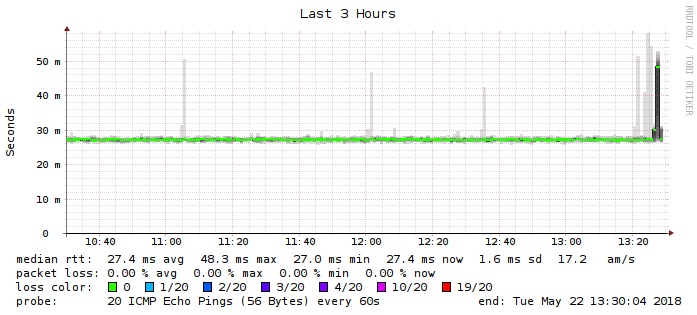 Last 3 Hours
RRDTOOL / TOBI OETIKER
Seconds
50 m
40 m
30 m
20 m
10 m
0
10:40 11:00 11:20 11:40 12:00 12:20 12:40 13:00 13:20
median rtt: 27.4 ms avg 48.3 ms max 27.0 ms min 27.4 ms now 1.6 ms sd 17.2 am/s
packet loss: 0.00 % avg 0.00 % max 0.00 % min 0.00 % now
loss color: 0 1/20 2/20 3/20 4/20 10/20 19/20
probe: 20 ICMP Echo Pings (56 Bytes) every 60s end: Tue May 22 13:30:04 2018